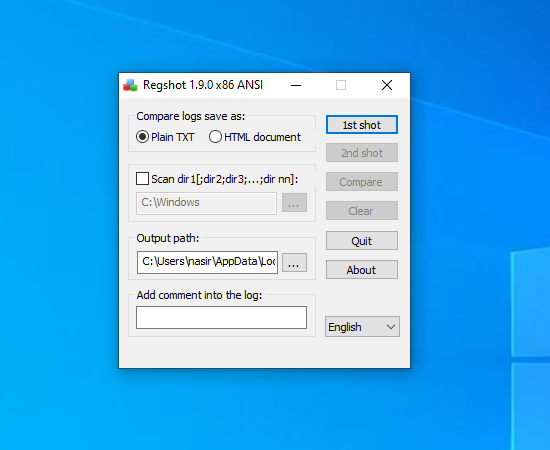 Regshot 1.9.0 x86 ANSI
Compare logs save as:
Plain TXT
HTML document
1st shot
2nd shot
Scan dir1[;dir2;dir3;...;dir nn]:
C:\Windows
...
Compare
Clear
Output path:
C:\Users\nasir\AppData\Loc
...
Quit
About
Add comment into the log:
English